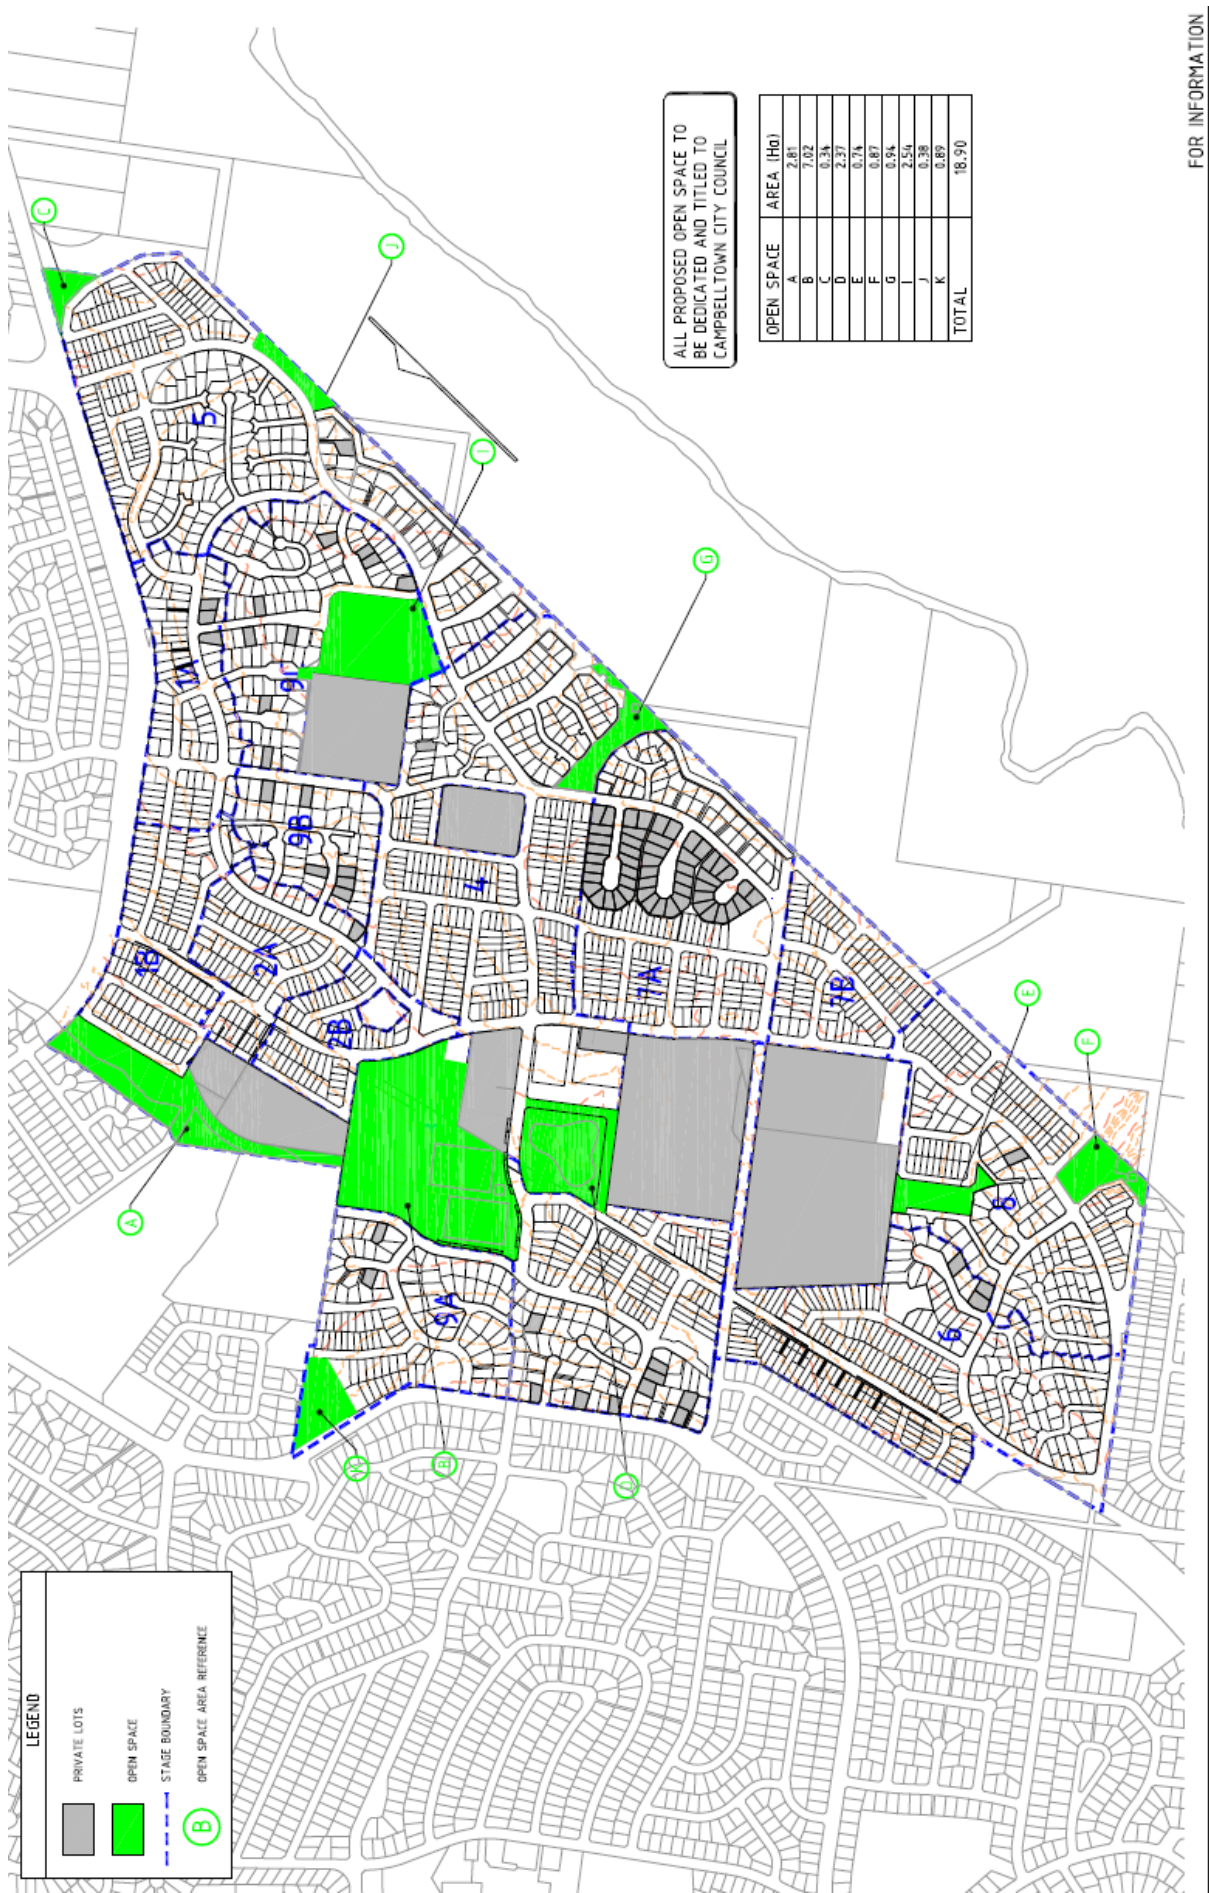 FOR INFORMATION
ALL PROPOSED OPEN SPACE TO
BE DEDICATED AND TITLED TO
CAMPBELLTOWN CITY COUNCIL
OPEN SPACE AREA (Ha)
A 2.81
B 7.02
C 0.34
D 2.37
E 0.74
F 0.87
G 0.94
I 2.54
J 0.38
K 0.89
TOTAL 18.90
LEGEND
PRIVATE LOTS
OPEN SPACE
STAGE BOUNDARY
B OPEN SPACE AREA REFERENCE
C
J
I
G
E
F
A
K
B
D
5
9B
4
1B
2A
2B
7A
7B
9A
8
6